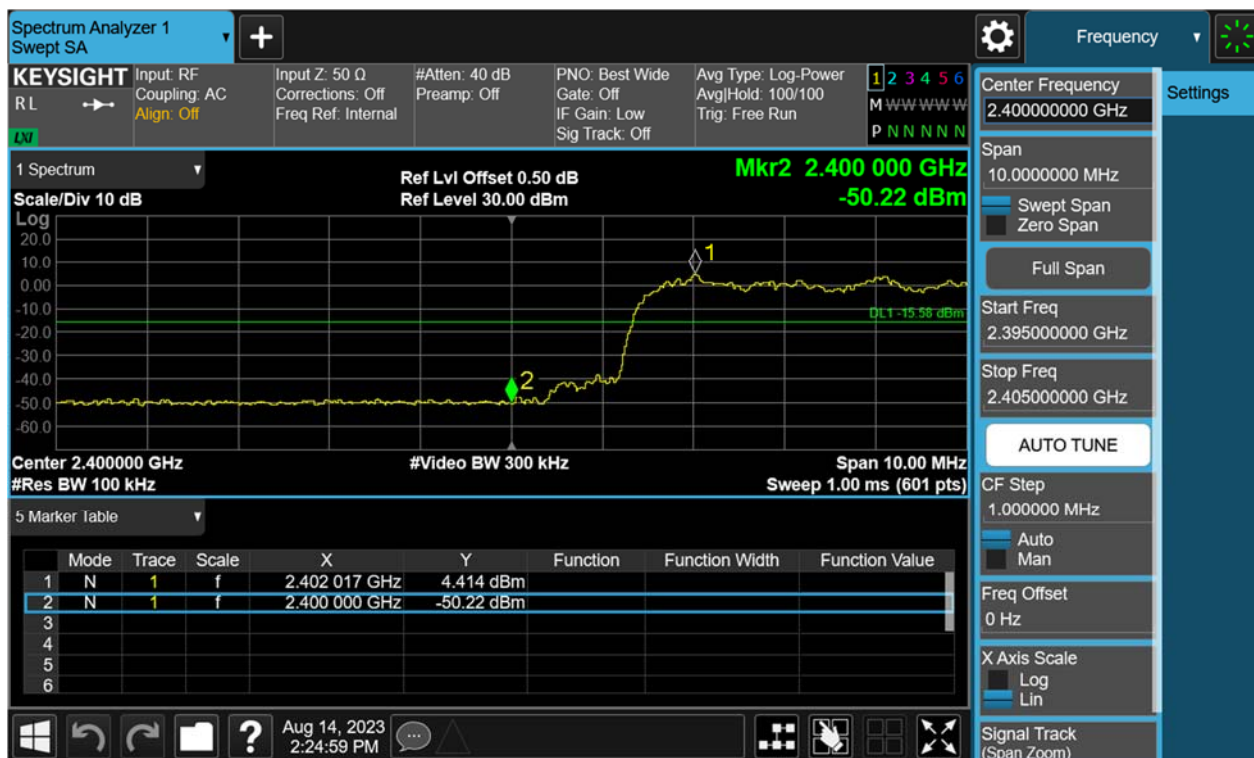 Spectrum Analyzer 1
Swept SA
+
Frequency
KEYSIGHT
R L
LXI
Input: RF
Coupling: AC
Align: Off
Input Z: 50 Ω
Corrections: Off
Freq Ref: Internal
#Atten: 40 dB
Preamp: Off
PNO: Best Wide
Gate: Off
IF Gain: Low
Sig Track: Off
Avg Type: Log-Power
Avg|Hold: 100/100
Trig: Free Run
1 2 3 4 5 6
M W W W W W
P N N N N N
1 Spectrum
Scale/Div 10 dB
Ref Lvl Offset 0.50 dB
Ref Level 30.00 dBm
Mkr2 2.400 000 GHz
-50.22 dBm
Log
20.0
10.0
0.00
-10.0
-20.0
-30.0
-40.0
-50.0
-60.0
1
2
DL1 -15.58 dBm
Center 2.400000 GHz
#Video BW 300 kHz
Span 10.00 MHz
#Res BW 100 kHz
Sweep 1.00 ms (601 pts)
5 Marker Table
Mode Trace Scale X Y Function Function Width Function Value
1 N 1 f 2.402 017 GHz 4.414 dBm
2 N 1 f 2.400 000 GHz -50.22 dBm
3
4
5
6
?
Aug 14, 2023
2:24:59 PM
Center Frequency
2.400000000 GHz
Settings
Span
10.0000000 MHz
Swept Span
Zero Span
Full Span
Start Freq
2.395000000 GHz
Stop Freq
2.405000000 GHz
AUTO TUNE
CF Step
1.000000 MHz
Auto
Man
Freq Offset
0 Hz
X Axis Scale
Log
Lin
Signal Track
(Span Zoom)